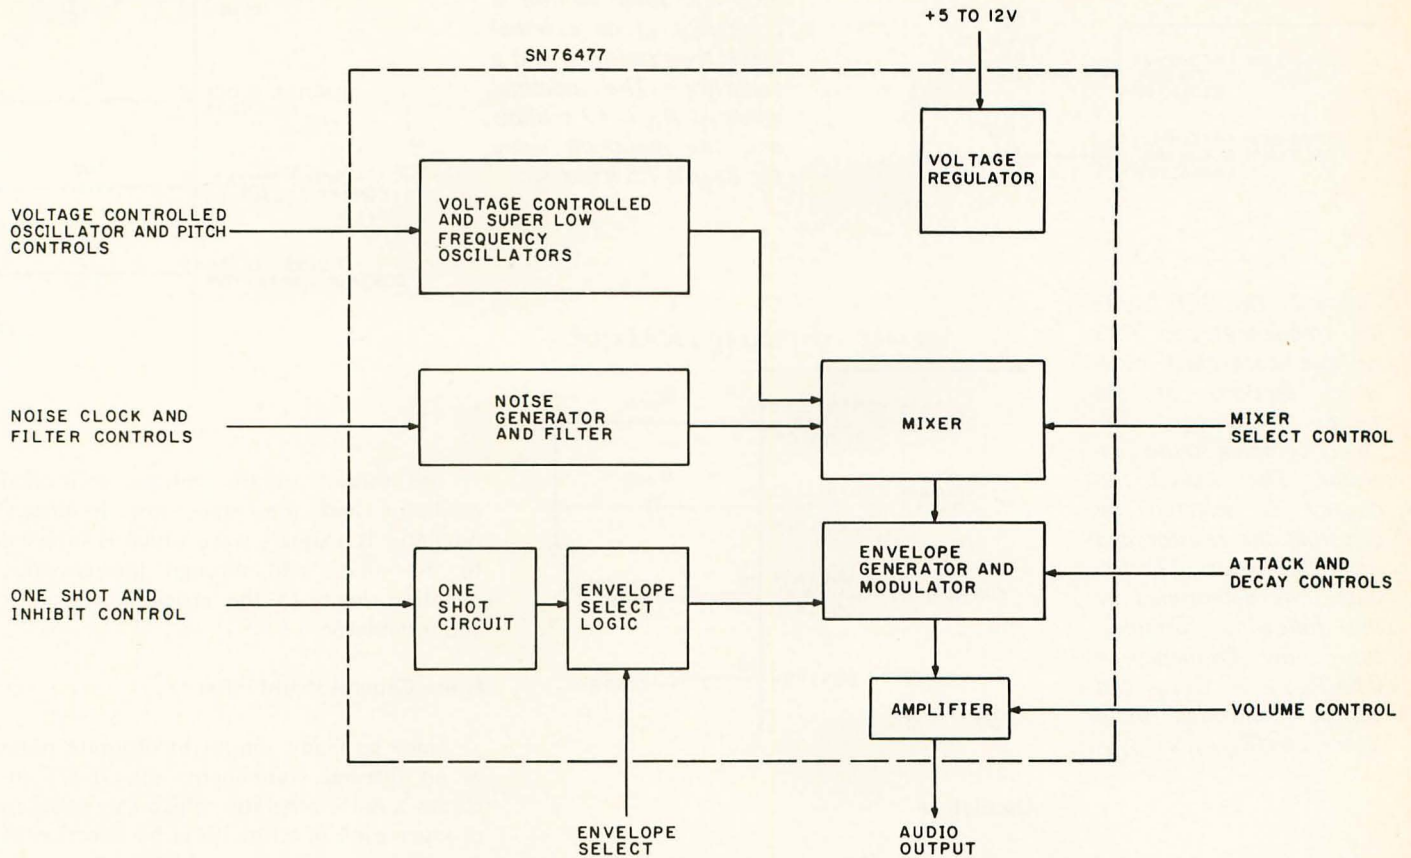 +5 TO 12V
SN76477
VOLTAGE
REGULATOR
VOLTAGE CONTROLLED
OSCILLATOR AND PITCH
CONTROLS
VOLTAGE CONTROLLED
AND SUPER LOW
FREQUENCY
OSCILLATORS
NOISE CLOCK AND
FILTER CONTROLS
NOISE
GENERATOR
AND FILTER
MIXER
MIXER
SELECT CONTROL
ONE SHOT AND
INHIBIT CONTROL
ONE
SHOT
CIRCUIT
ENVELOPE
SELECT
LOGIC
ENVELOPE
GENERATOR AND
MODULATOR
ATTACK AND
DECAY CONTROLS
AMPLIFIER
VOLUME CONTROL
ENVELOPE
SELECT
AUDIO
OUTPUT